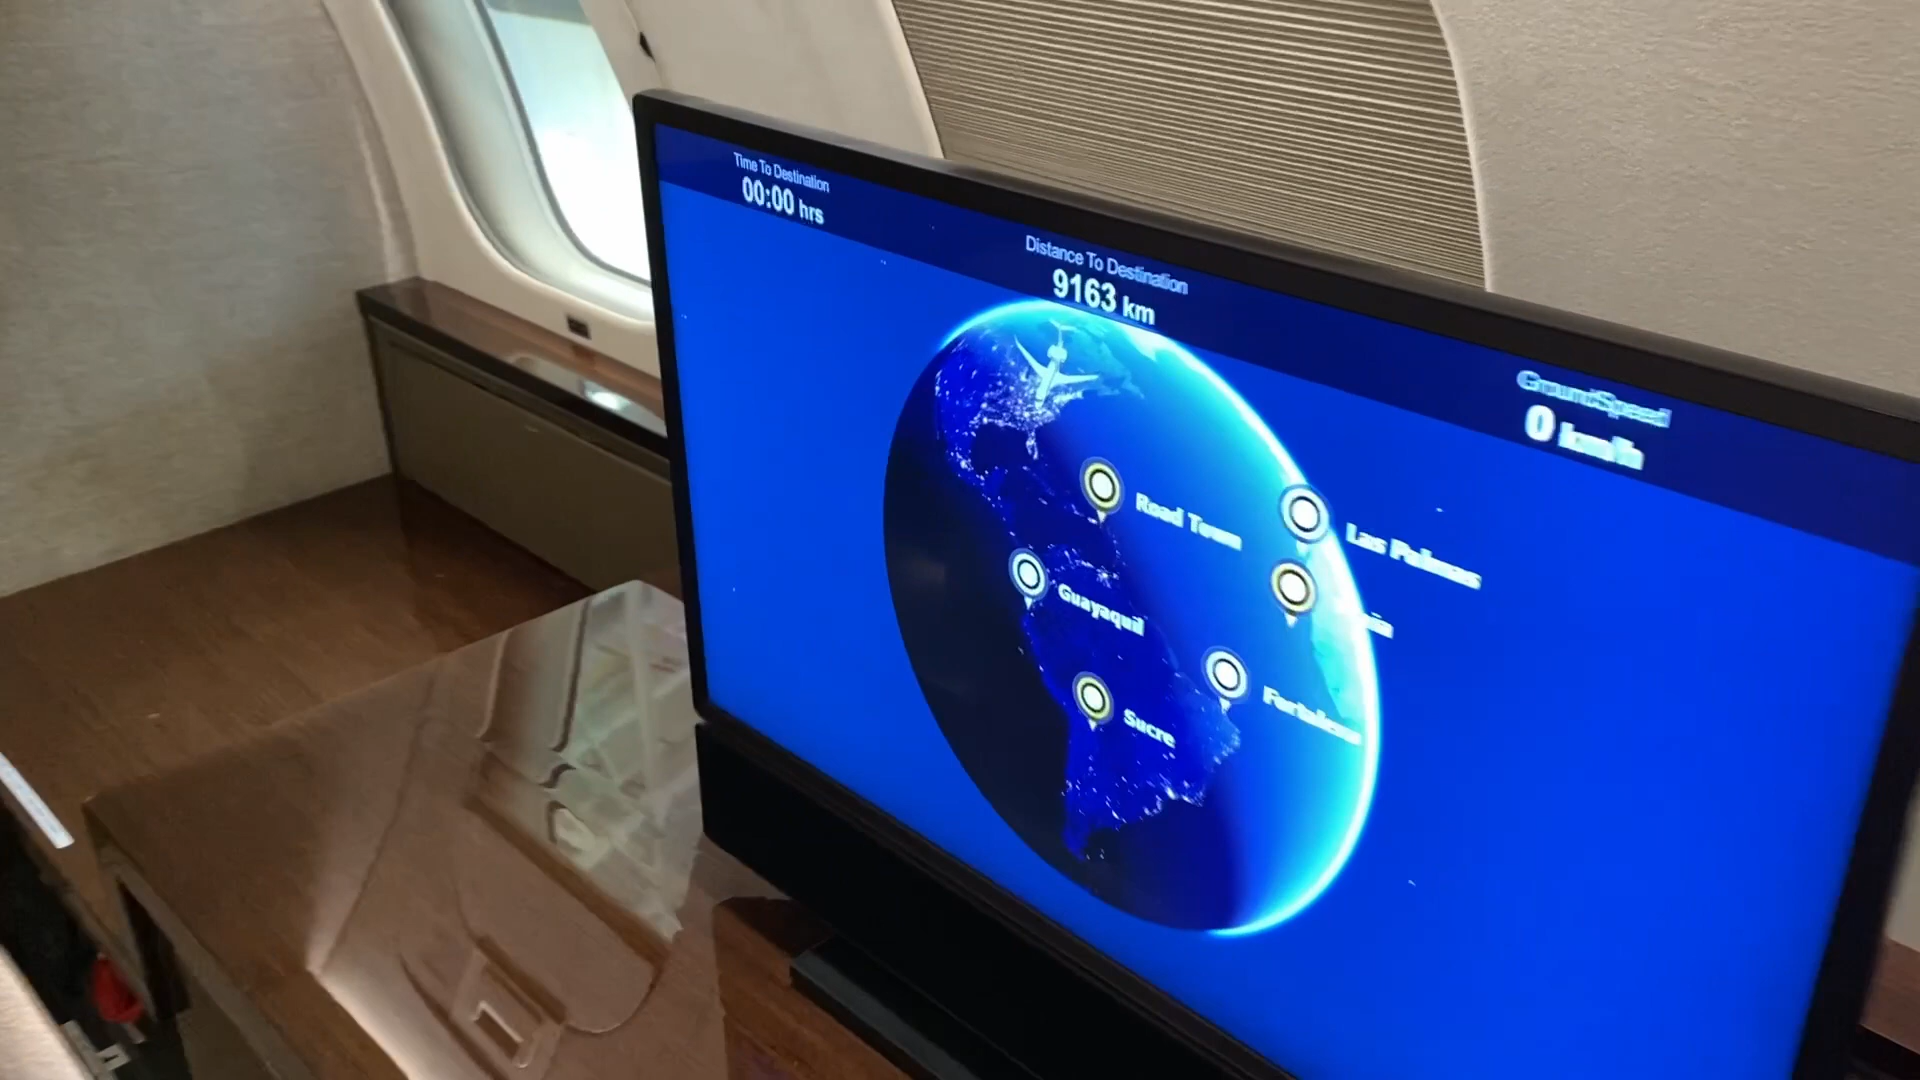 Time To Destination
00:00 hrs
Distance To Destination
9163 km
GroundSpeed
0 km/h
Road Town
Las Palmas
Guayaquil
Fortaleza
Sucre